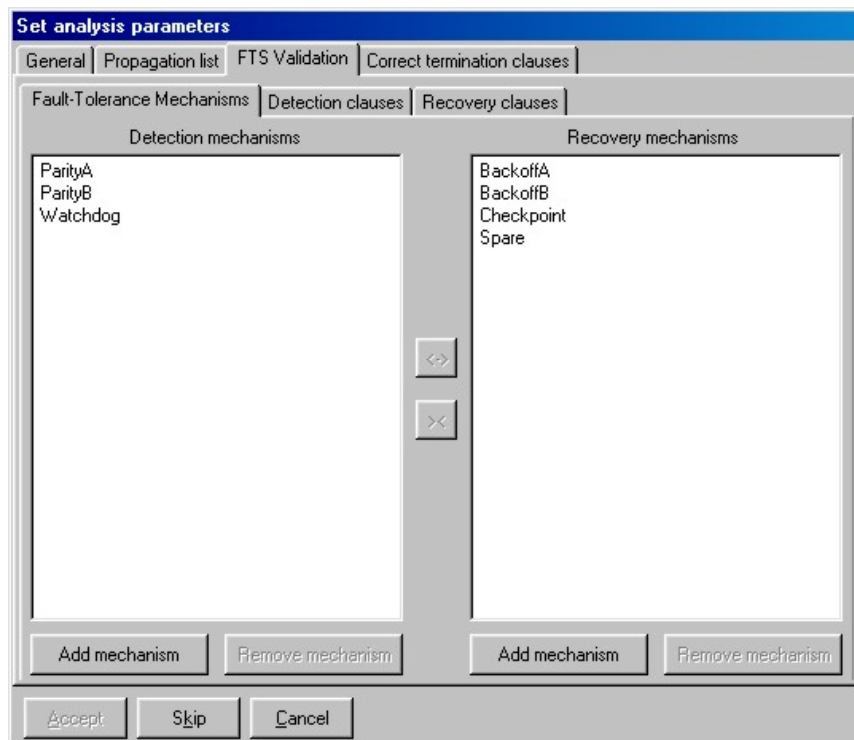 Set analysis parameters
General Propagation list FTS Validation Correct termination clauses
Fault-Tolerance Mechanisms Detection clauses Recovery clauses
Detection mechanisms Recovery mechanisms
ParityA BackoffA
ParityB BackoffB
Watchdog Checkpoint
Spare
<->
><
Add mechanism Remove mechanism Add mechanism Remove mechanism
Accept Skip Cancel